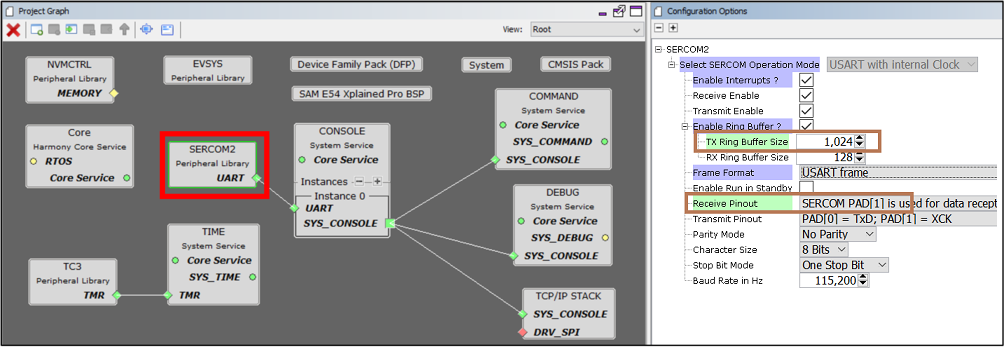 Project Graph
View:
Root
NVMCTRL
Peripheral Library
MEMORY
EVSYS
Peripheral Library
Device Family Pack (DFP)
System
CMSIS Pack
SAM E54 Xplained Pro BSP
Core
Harmony Core Service
RTOS
Core Service
SERCOM2
Peripheral Library
UART
CONSOLE
System Service
Core Service
Instances
Instance 0
UART
SYS_CONSOLE
COMMAND
System Service
Core Service
SYS_COMMAND
SYS_CONSOLE
DEBUG
System Service
Core Service
SYS_DEBUG
SYS_CONSOLE
TIME
System Service
Core Service
SYS_TIME
TMR
TC3
Peripheral Library
TMR
TCP/IP STACK
SYS_CONSOLE
DRV_SPI
Configuration Options
SERCOM2
Select SERCOM Operation Mode USART with internal Clock
Enable Interrupts ?
Receive Enable
Transmit Enable
Enable Ring Buffer ?
TX Ring Buffer Size 1,024
RX Ring Buffer Size 128
Frame Format USART frame
Enable Run in Standby
Receive Pinout SERCOM PAD[1] is used for data recept
Transmit Pinout PAD[0] = TxD; PAD[1] = XCK
Parity Mode No Parity
Character Size 8 Bits
Stop Bit Mode One Stop Bit
Baud Rate in Hz 115,200